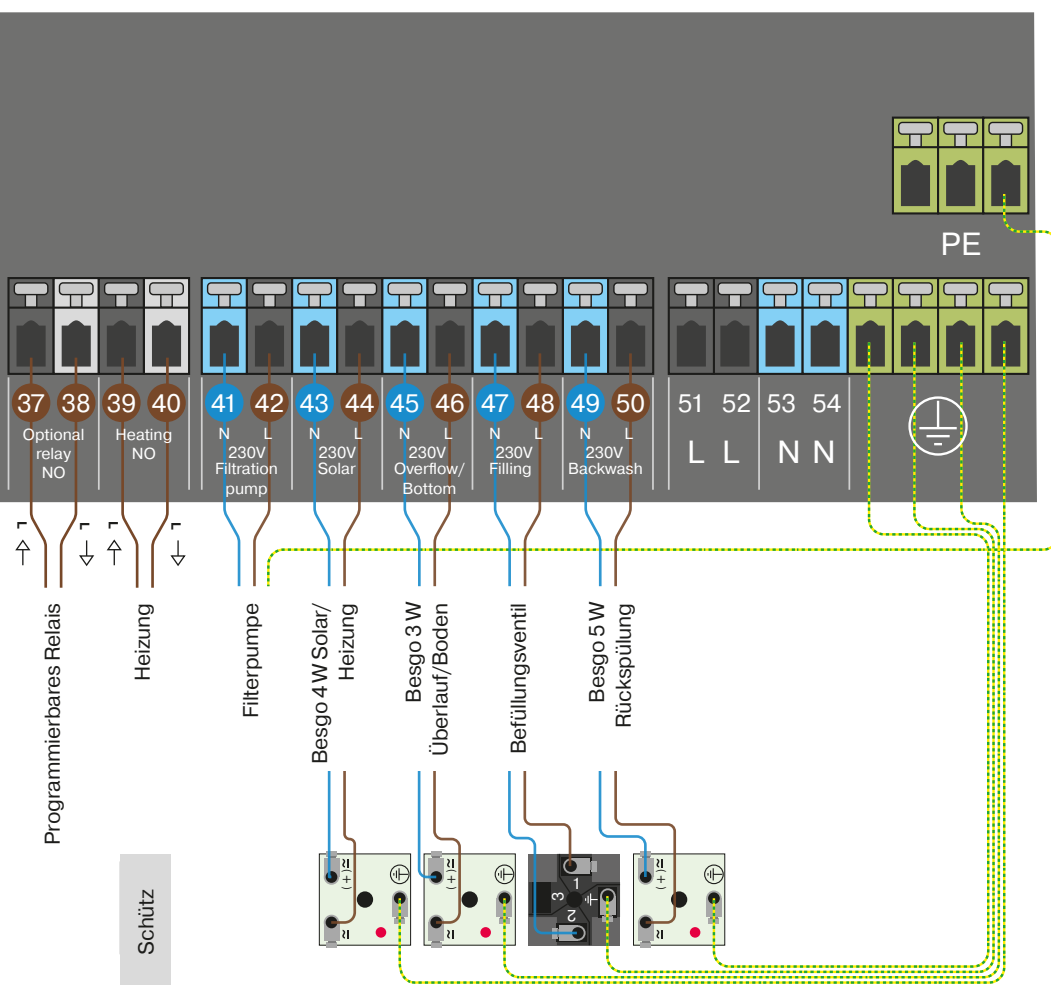 PE
37 38 39 40 41 42 43 44 45 46 47 48 49 50 51 52 53 54
Optional
relay
NO
Heating
NO
N L
230V
Filtration
pump
N L
230V
Solar
N L
230V
Overflow/
Bottom
N L
230V
Filling
N L
230V
Backwash
L L N N
L L L L
Programmierbares Relais
Heizung
Filterpumpe
Besgo 4 W Solar/
Heizung
Besgo 3 W
Überlauf/Boden
Befüllungsventil
Besgo 5 W
Rückspülung
Schütz
≈(+)
≈
≈(+)
≈
1
3
2
≈(+)
≈